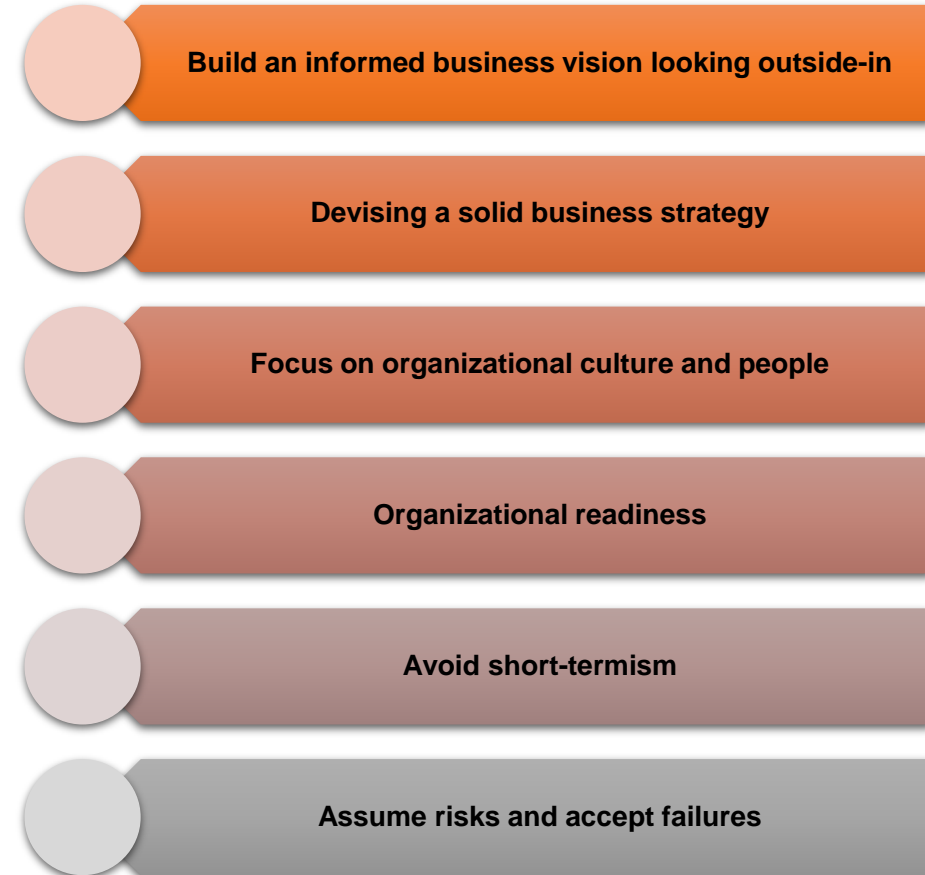 Build an informed business vision looking outside-in
Devising a solid business strategy
Focus on organizational culture and people
Organizational readiness
Avoid short-termism
Assume risks and accept failures